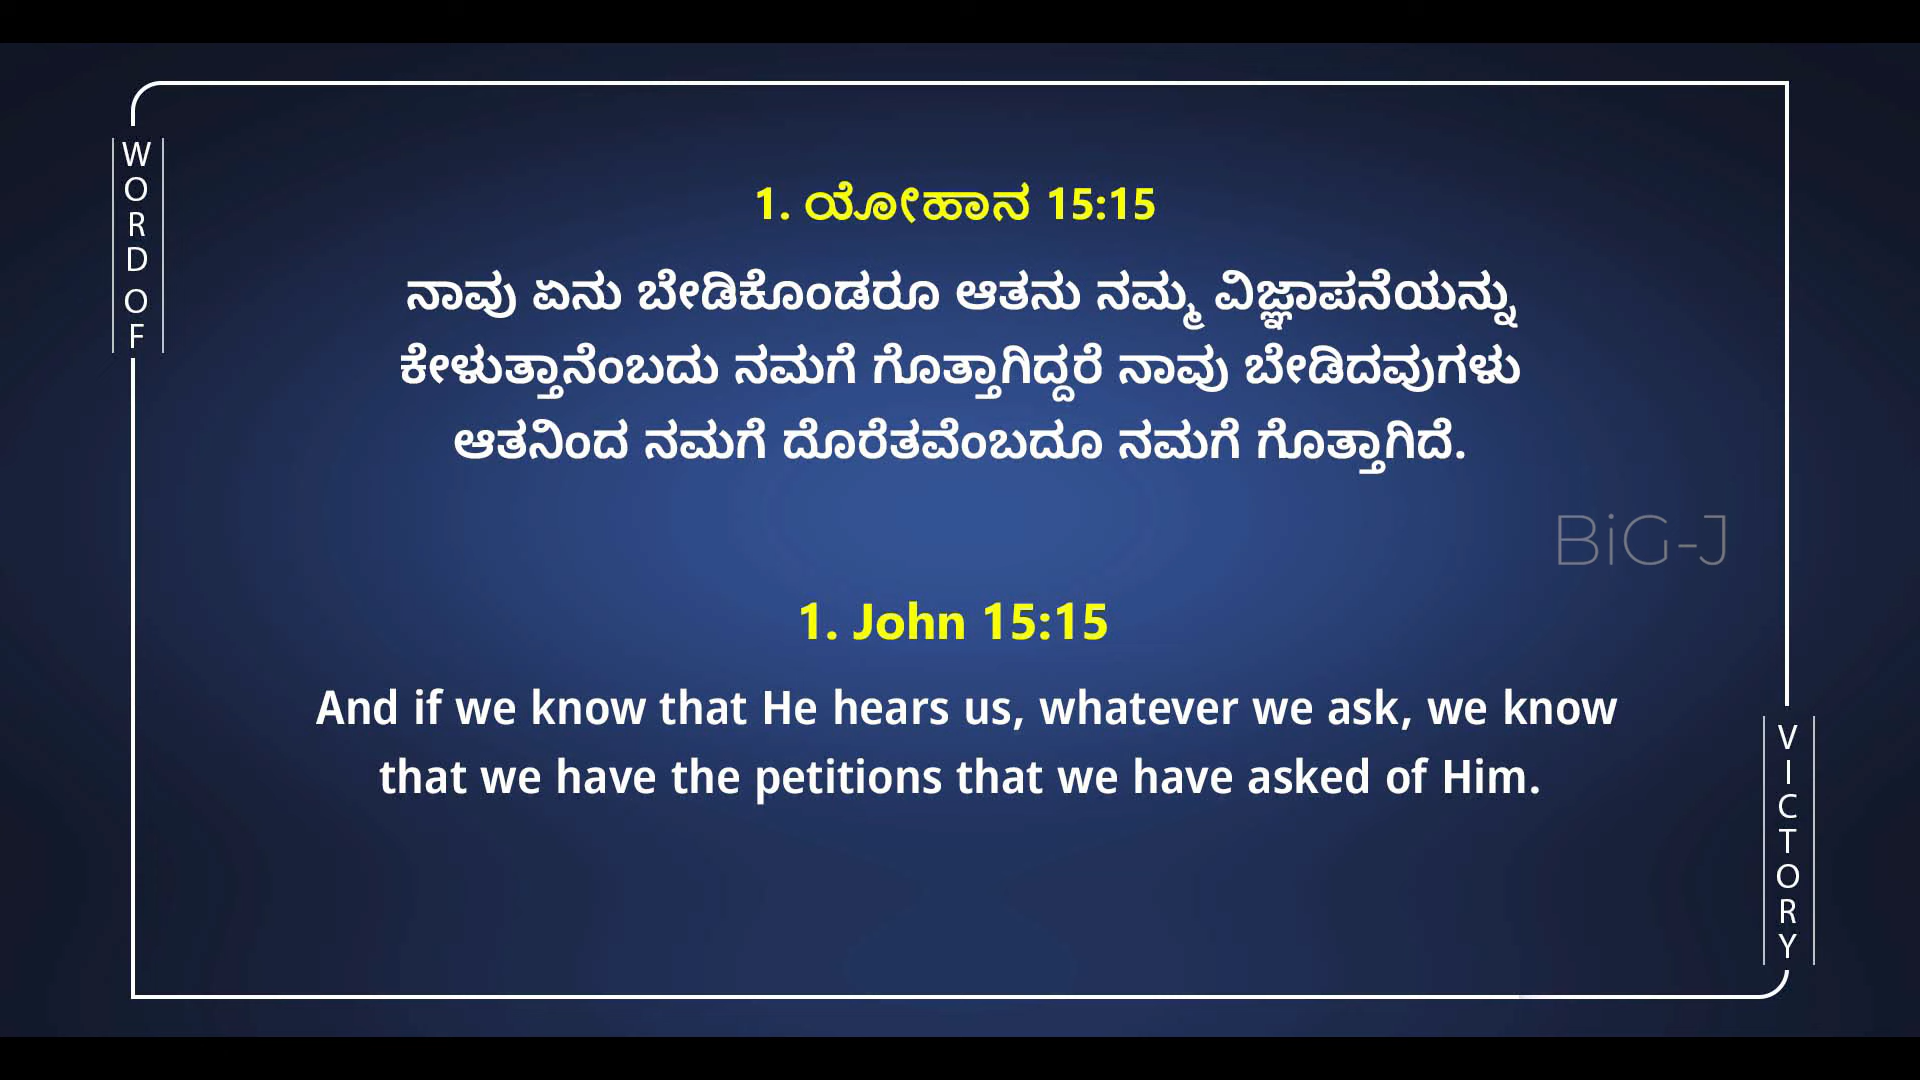 WORD OF
1. ಯೋಹಾನ 15:15
ನಾವು ಏನು ಬೇಡಿಕೊಂಡರೂ ಆತನು ನಮ್ಮ ವಿಜ್ಞಾಪನೆಯನ್ನು
ಕೇಳುತ್ತಾನೆಂಬದು ನಮಗೆ ಗೊತ್ತಾಗಿದ್ದರೆ ನಾವು ಬೇಡಿದವುಗಳು
ಆತನಿಂದ ನಮಗೆ ದೊರೆತವೆಂಬದೂ ನಮಗೆ ಗೊತ್ತಾಗಿದೆ.
BiG-J
1. John 15:15
And if we know that He hears us, whatever we ask, we know
that we have the petitions that we have asked of Him.
VICTORY